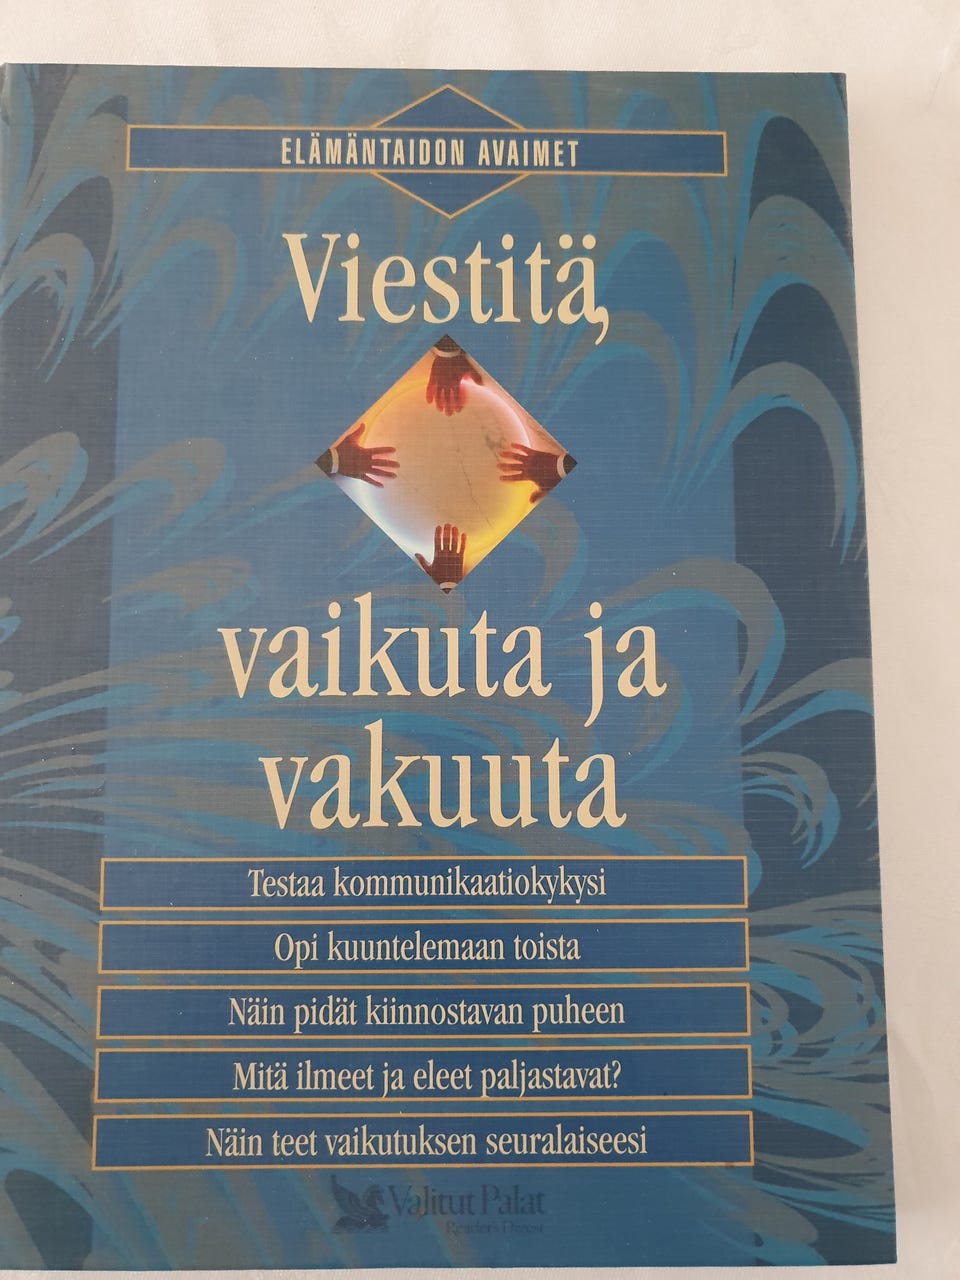 ELÄMÄNTAIDON AVAIMET
Viestitä,
vaikuta ja
vakuuta
Testaa kommunikaatiokykysi
Opi kuuntelemaan toista
Näin pidät kiinnostavan puheen
Mitä ilmeet ja eleet paljastavat?
Näin teet vaikutuksen seuralaiseesi
Valitut Palat
Reader's Digest